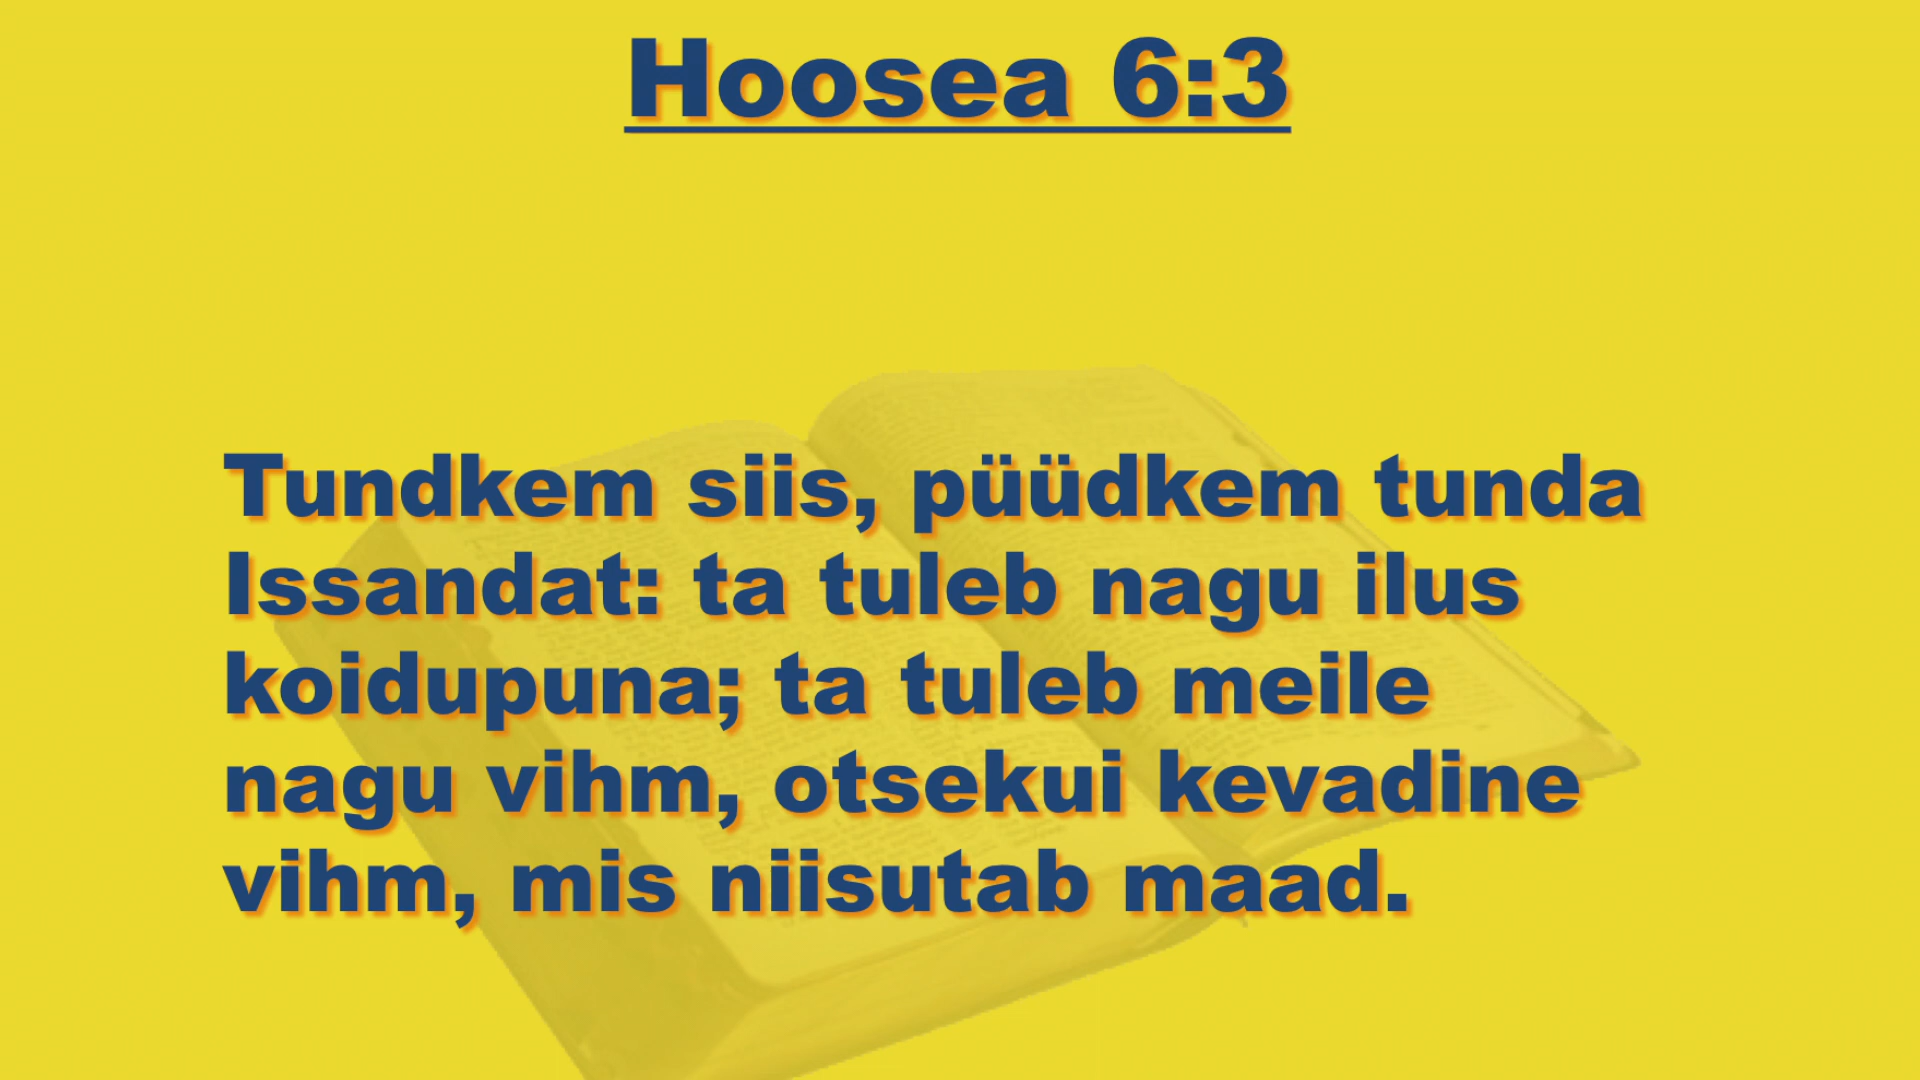 Hoosea 6:3
Tundkem siis, püüdkem tunda
Issandat: ta tuleb nagu ilus
koidupuna; ta tuleb meile
nagu vihm, otsekui kevadine
vihm, mis niisutab maad.